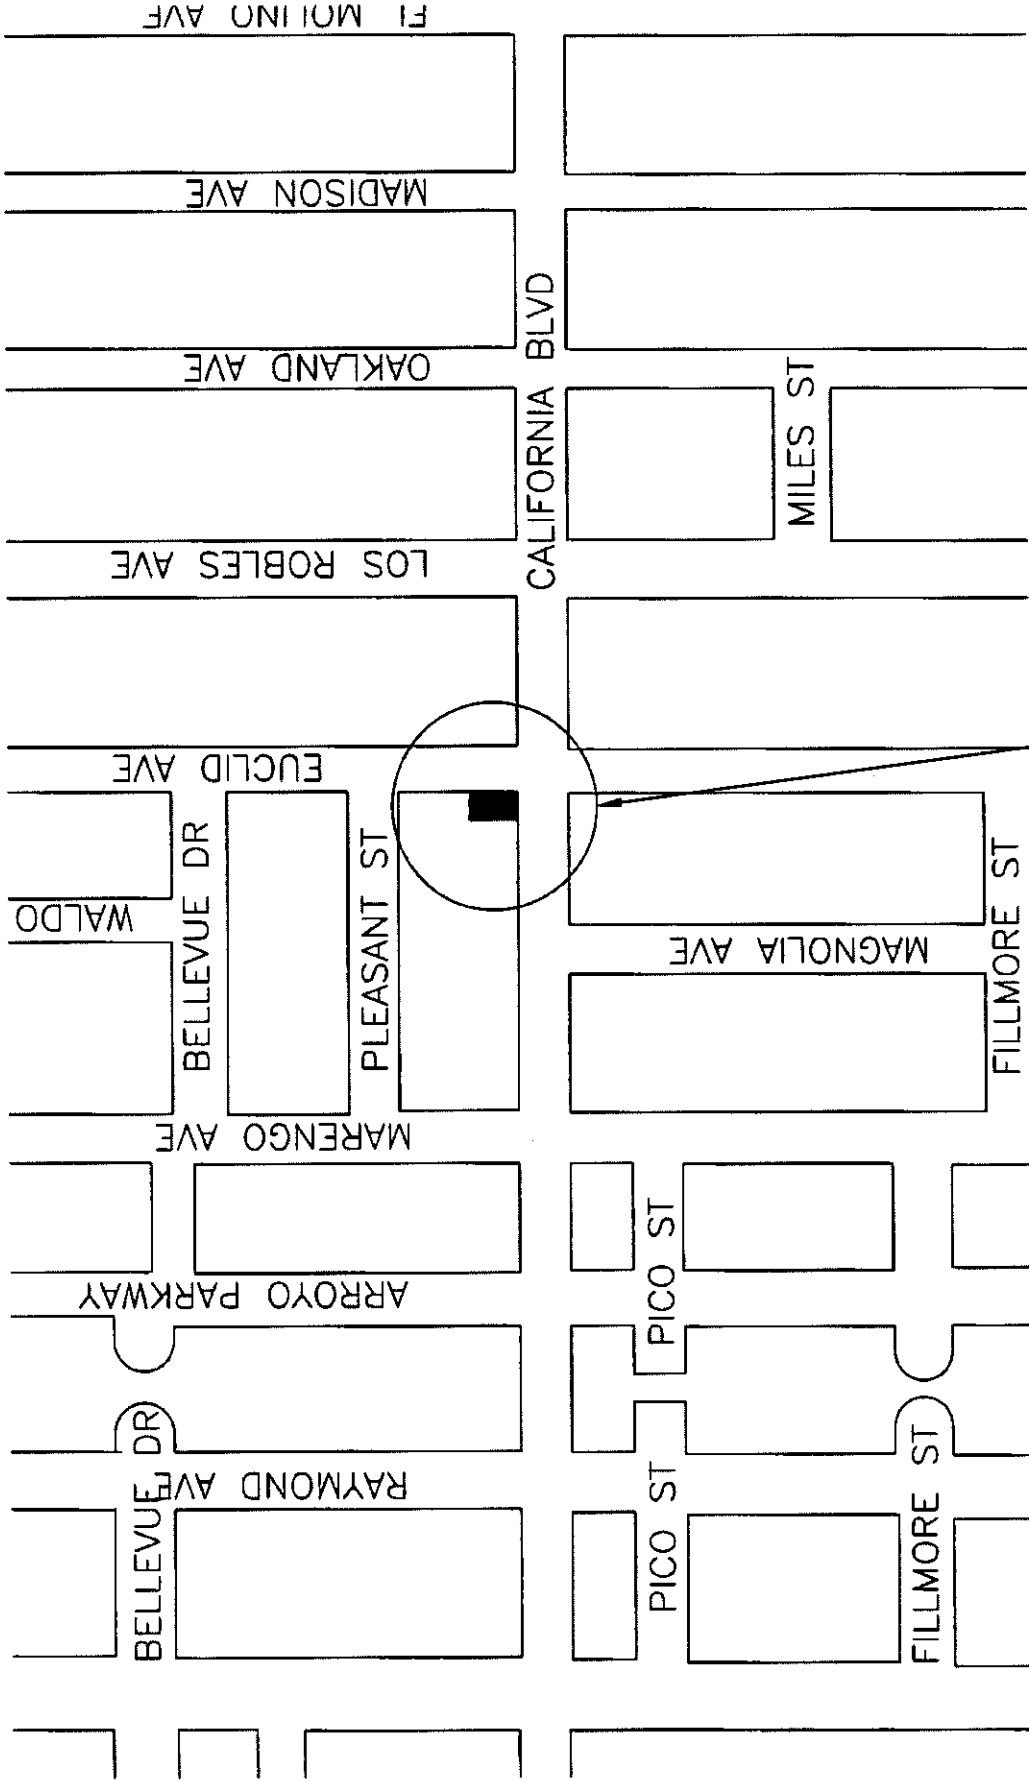 EL MOLINO AVE
MADISON AVE
OAKLAND AVE
CALIFORNIA BLVD
MILES ST
LOS ROBLES AVE
EUCLID AVE
WALDO
BELLEVUE DR
PLEASANT ST
MAGNOLIA AVE
FILLMORE ST
MARENGO AVE
ARROYO PARKWAY
PICO ST
RAYMOND AVE
BELLEVUE DR
PICO ST
FILLMORE ST